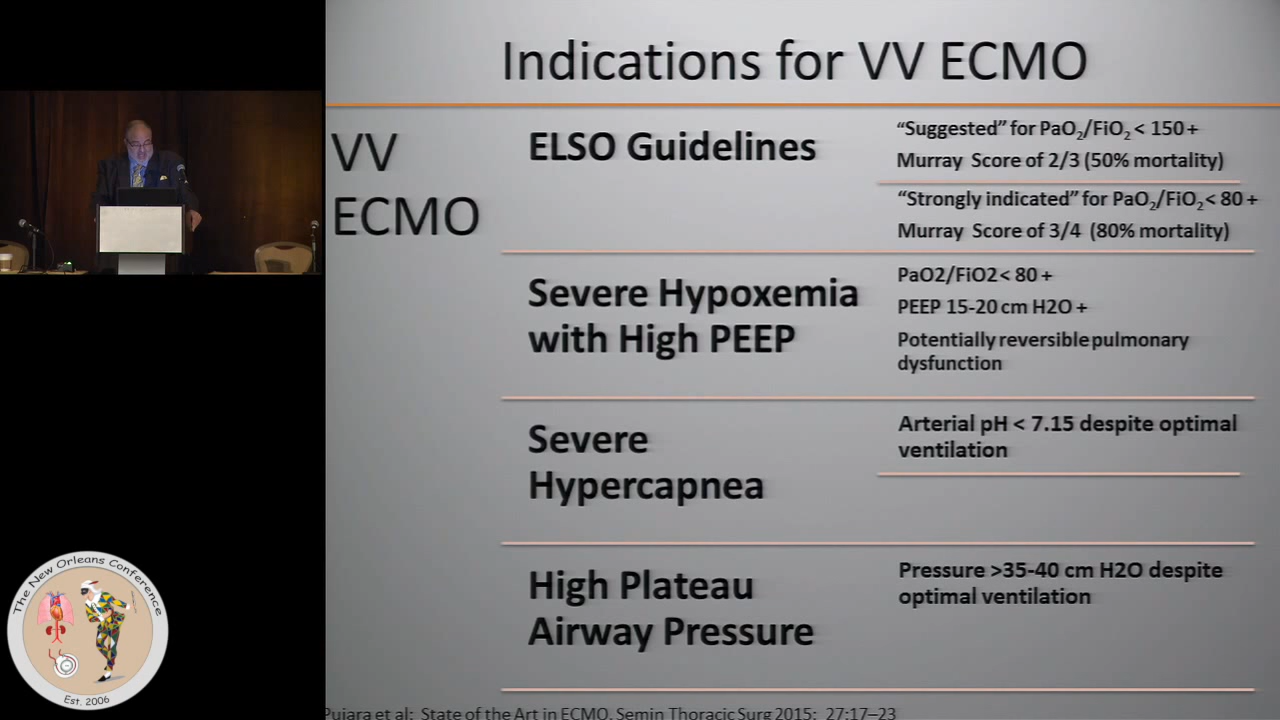 Indications for VV ECMO
VV
ECMO
ELSO Guidelines
“Suggested” for PaO₂/FiO₂ < 150 +
Murray Score of 2/3 (50% mortality)
“Strongly indicated” for PaO₂/FiO₂ < 80 +
Murray Score of 3/4 (80% mortality)
Severe Hypoxemia
with High PEEP
PaO2/FiO2 < 80 +
PEEP 15-20 cm H2O +
Potentially reversible pulmonary
dysfunction
Severe
Hypercapnea
Arterial pH < 7.15 despite optimal
ventilation
High Plateau
Airway Pressure
Pressure >35-40 cm H2O despite
optimal ventilation
Pujara et al: State of the Art in ECMO. Semin Thoracic Surg 2015; 27:17–23
The New Orleans Conference
Est. 2006